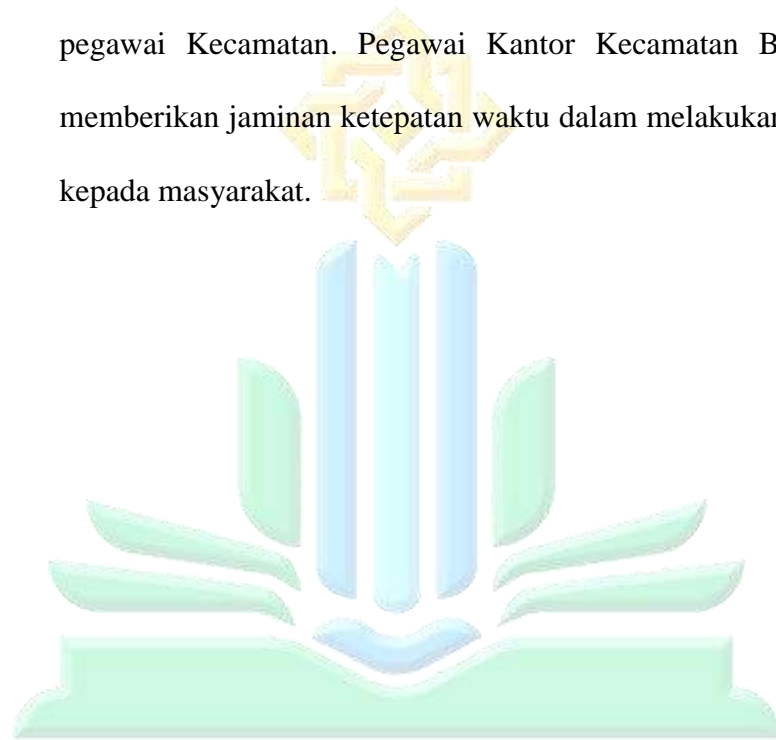 pegawai Kecamatan. Pegawai Kantor Kecamatan B
memberikan jaminan ketepatan waktu dalam melakukan
kepada masyarakat.